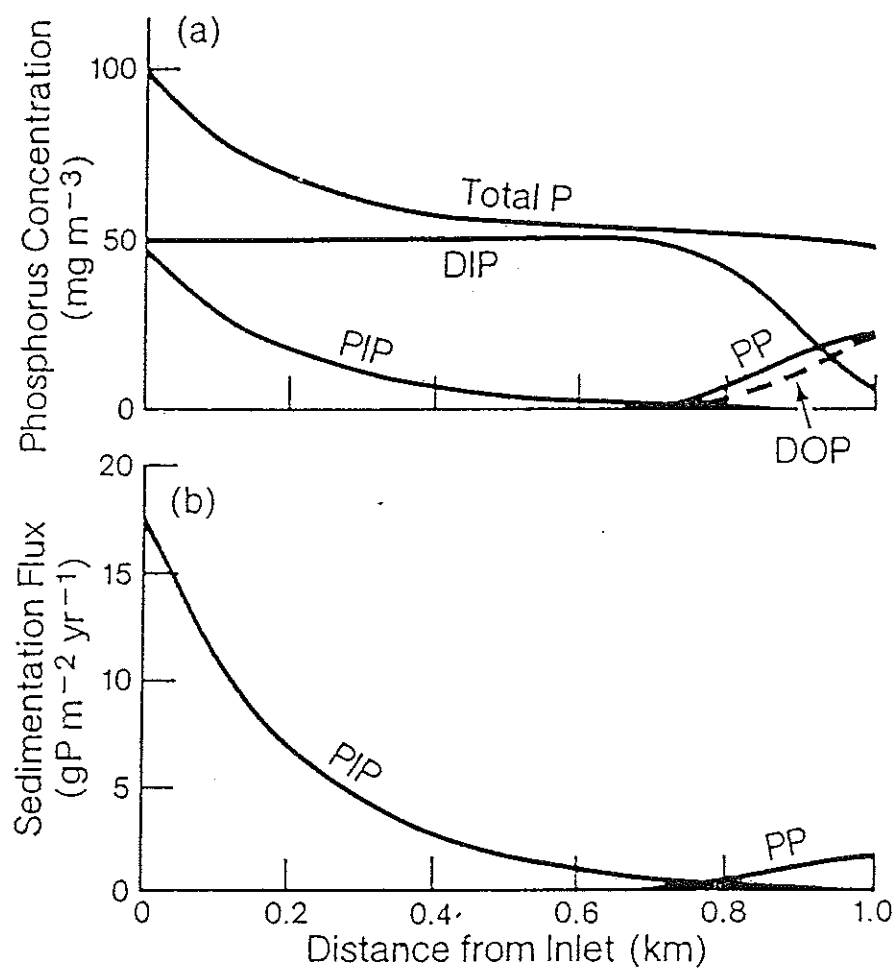 (a)
Phosphorus Concentration
(mg m−3)
100
50
0
Total P
DIP
PIP
PP
DOP
(b)
Sedimentation Flux
(gP m−2 yr−1)
20
15
10
5
0
PIP
PP
0 0.2 0.4 0.6 0.8 1.0
Distance from Inlet (km)